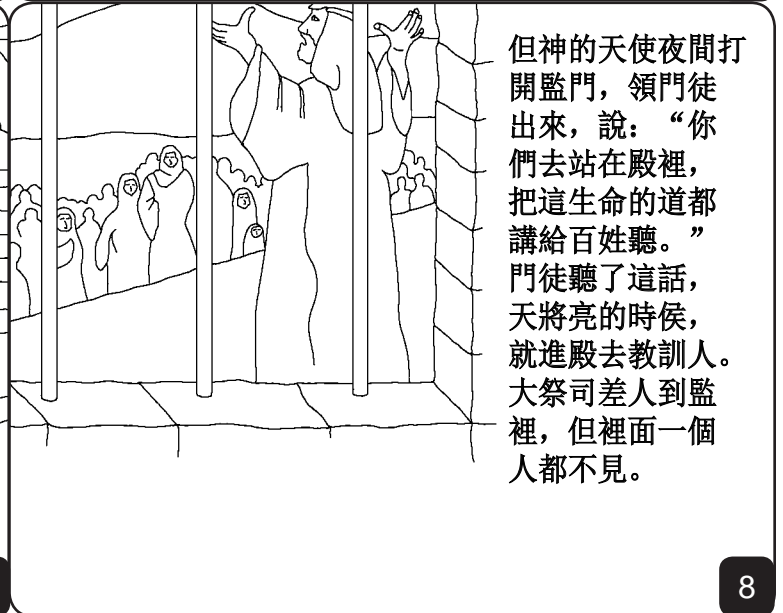 但神的天使夜間打
開監門，領門徒
出來，說：“你
們去站在殿裡，
把這生命的道都
講給百姓聽。”
門徒聽了這話，
天將亮的時侯，
就進殿去教訓人。
大祭司差人到監
裡，但裡面一個
人都不見。
8